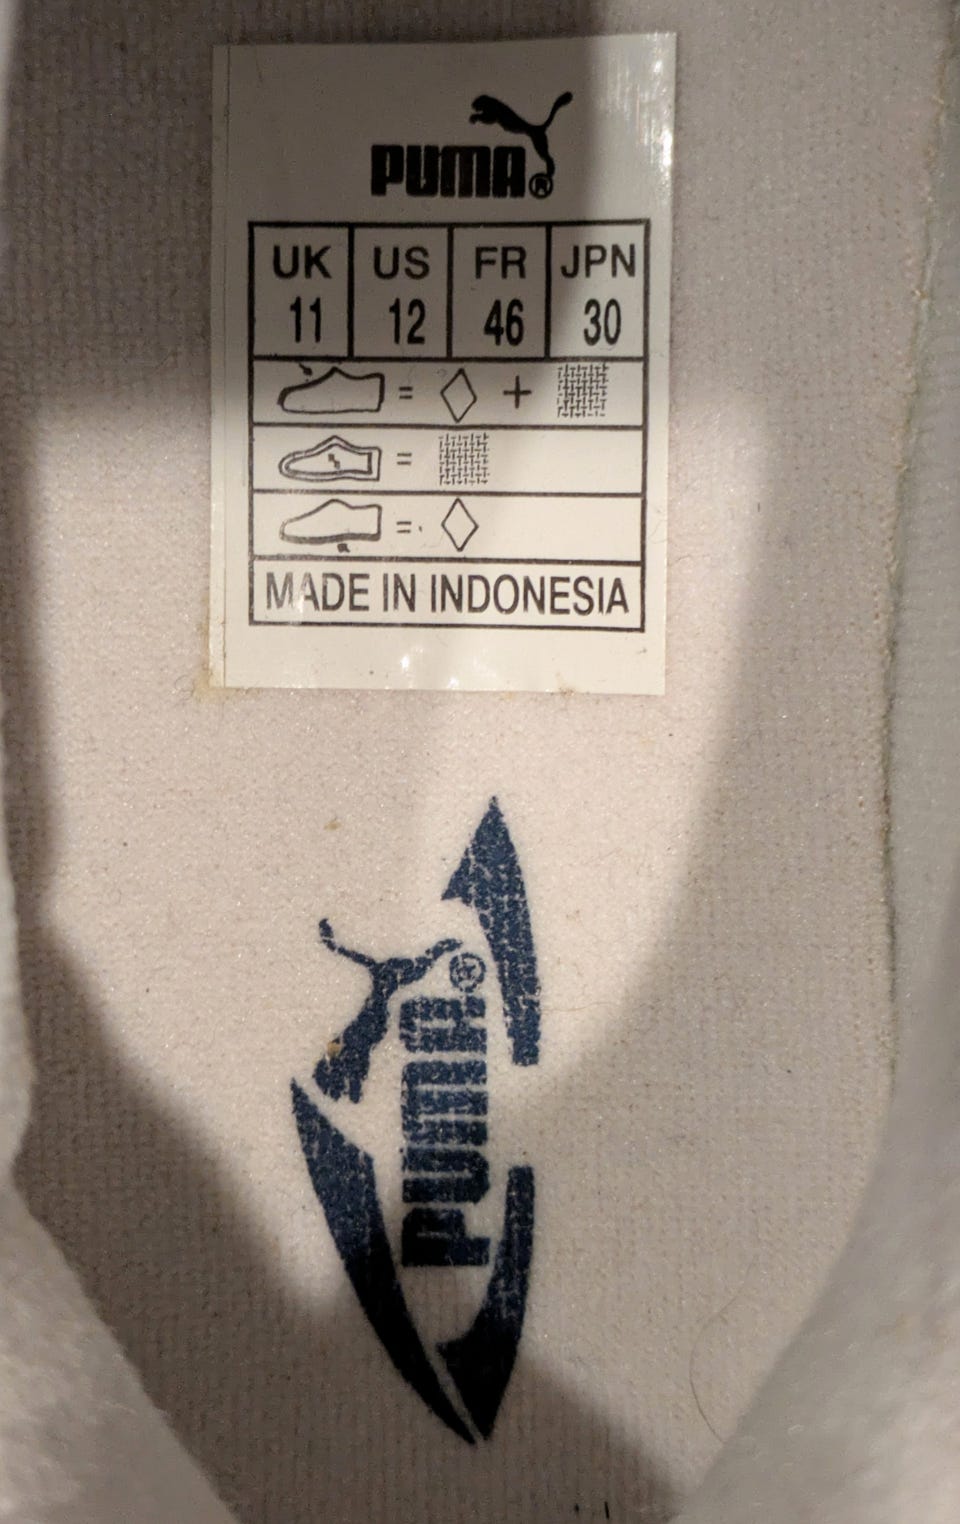 PUMA®
UK US FR JPN
11 12 46 30
= +
=
=
MADE IN INDONESIA
PUMA®